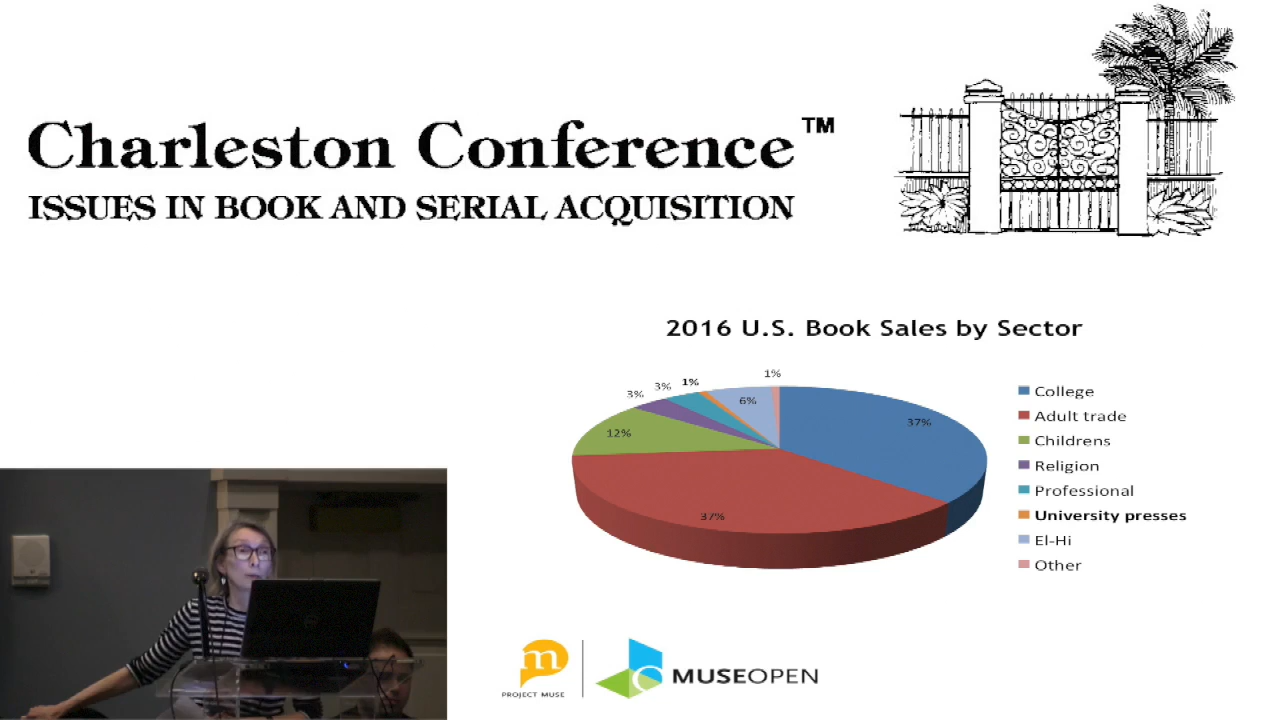 Charleston Conference™
ISSUES IN BOOK AND SERIAL ACQUISITION
2016 U.S. Book Sales by Sector
1%
3%
3%
1%
6%
37%
12%
37%
College
Adult trade
Childrens
Religion
Professional
University presses
El-Hi
Other
m
PROJECT MUSE
MUSEOPEN